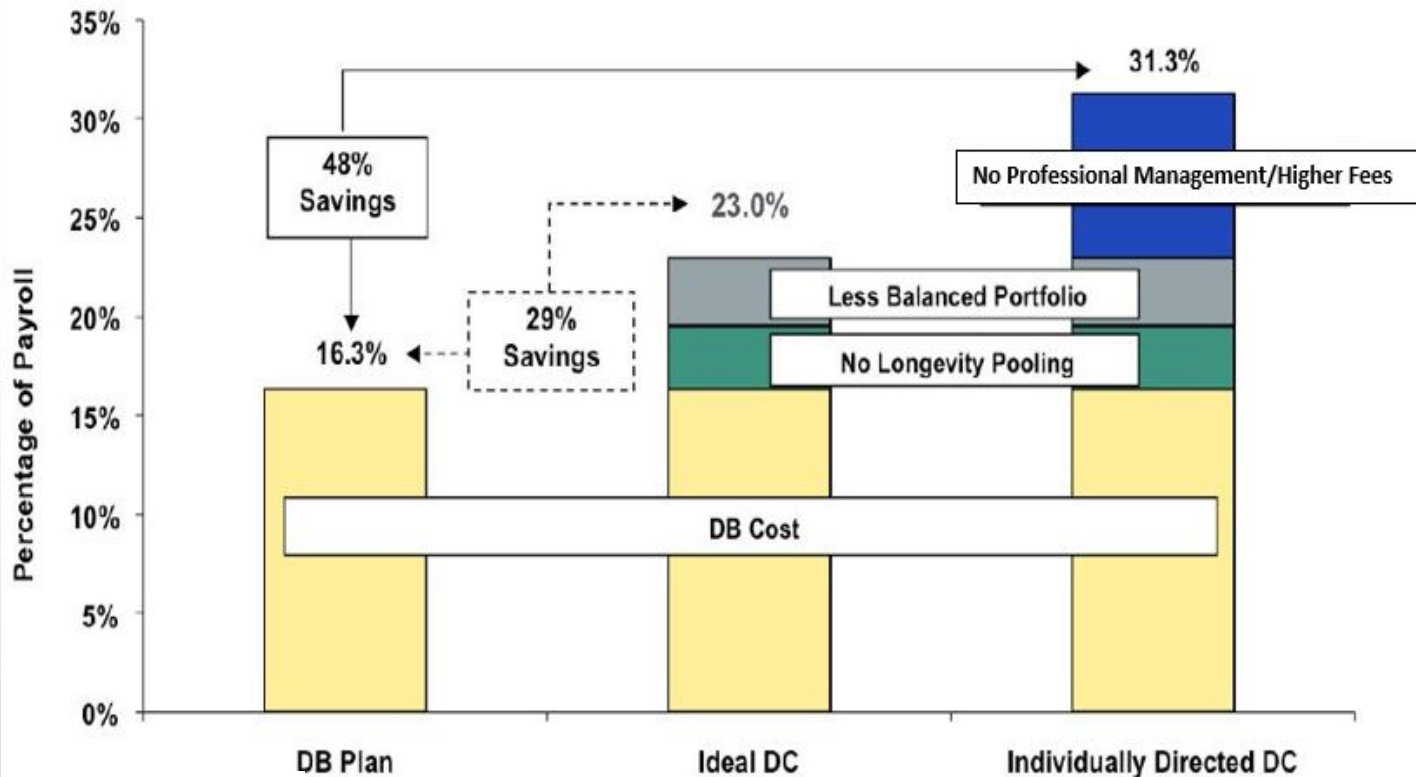 35%
31.3%
30%
48%
Savings
No Professional Management/Higher Fees
25%
23.0%
Less Balanced Portfolio
20%
29%
Savings
16.3%
No Longevity Pooling
15%
Percentage of Payroll
10%
DB Cost
5%
0%
DB Plan
Ideal DC
Individually Directed DC